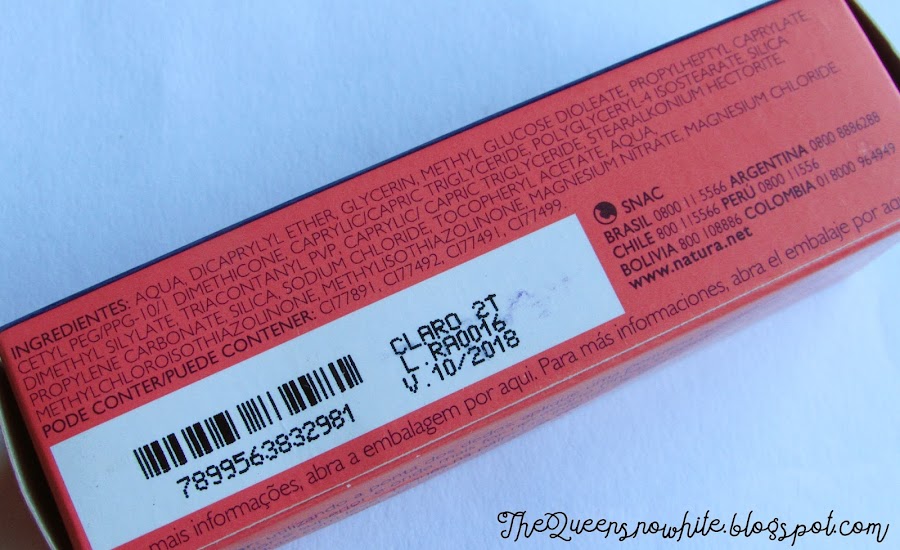 INGREDIENTES: AQUA, DICAPRYLYL ETHER, GLYCERIN, METHYL GLUCOSE DIOLEATE, PROPYLHEPTYL CAPRYLATE,
CETYL PEG/PPG-10/1 DIMETHICONE, CAPRYLIC/CAPRIC TRIGLYCERIDE, POLYGLYCERYL-4 ISOSTEARATE, SILICA
DIMETHYL SILYLATE, TRIACONTANYL PVP, CAPRYLIC/ CAPRIC TRIGLYCERIDE, STEARALKONIUM HECTORITE,
PROPYLENE CARBONATE, SILICA, SODIUM CHLORIDE, TOCOPHERYL ACETATE, AQUA,
METHYLCHLOROISOTHIAZOLINONE, METHYLISOTHIAZOLINONE, MAGNESIUM NITRATE, MAGNESIUM CHLORIDE.
PODE CONTER/PUEDE CONTENER: CI77891, CI77492, CI77491, CI77499.
SNAC
BRASIL 0800 11 5566 ARGENTINA 0800 8886288
CHILE 800 115566 PERÚ 0800 11556
BOLIVIA 800 108886 COLOMBIA 018000 964949
www.natura.net
CLARO 2T
L:RA0016
V:10/2018
7899563832981
mais informações, abra a embalagem por aqui. Para más informaciones, abra el embalaje por aqu
TheQueensnowhite.blogspot.com